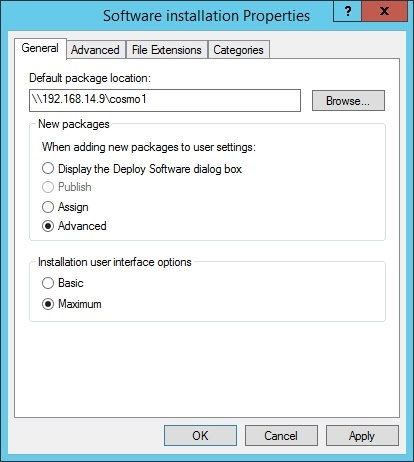 Software installation Properties
? x
General Advanced File Extensions Categories
Default package location:
\\192.168.14.9\cosmo1 Browse...
New packages
When adding new packages to user settings:
Display the Deploy Software dialog box
Publish
Assign
Advanced
Installation user interface options
Basic
Maximum
OK Cancel Apply